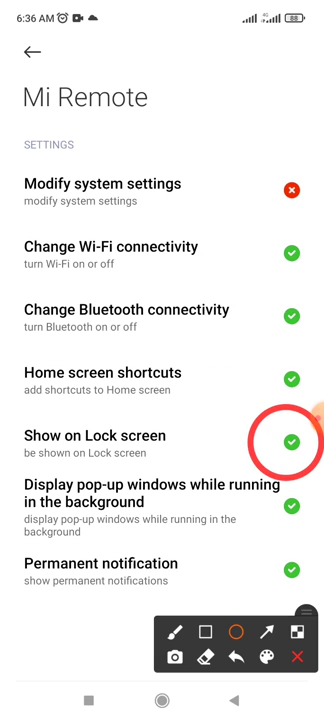 6:36 AM
4G
88
Mi Remote
SETTINGS
Modify system settings
modify system settings
Change Wi-Fi connectivity
turn Wi-Fi on or off
Change Bluetooth connectivity
turn Bluetooth on or off
Home screen shortcuts
add shortcuts to Home screen
Show on Lock screen
be shown on Lock screen
Display pop-up windows while running
in the background
display pop-up windows while running in the
background
Permanent notification
show permanent notifications